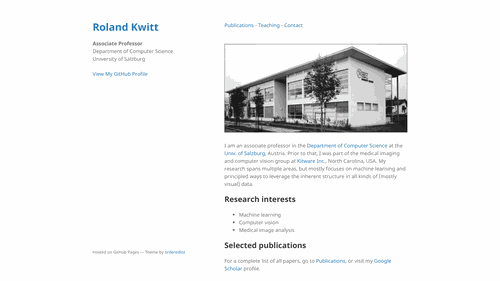 Roland Kwitt
Associate Professor
Department of Computer Science
University of Salzburg
View My GitHub Profile
Hosted on GitHub Pages — Theme by orderedlist
Publications - Teaching - Contact
I am an associate professor in the Department of Computer Science at the
Univ. of Salzburg, Austria. Prior to that, I was part of the medical imaging
and computer vision group at Kitware Inc., North Carolina, USA. My
research spans multiple areas, but mostly focuses on machine learning and
principled ways to leverage the inherent structure in all kinds of (mostly
visual) data.
Research interests
Machine learning
Computer vision
Medical image analysis
Selected publications
For a complete list of all papers, go to Publications, or visit my Google
Scholar profile.